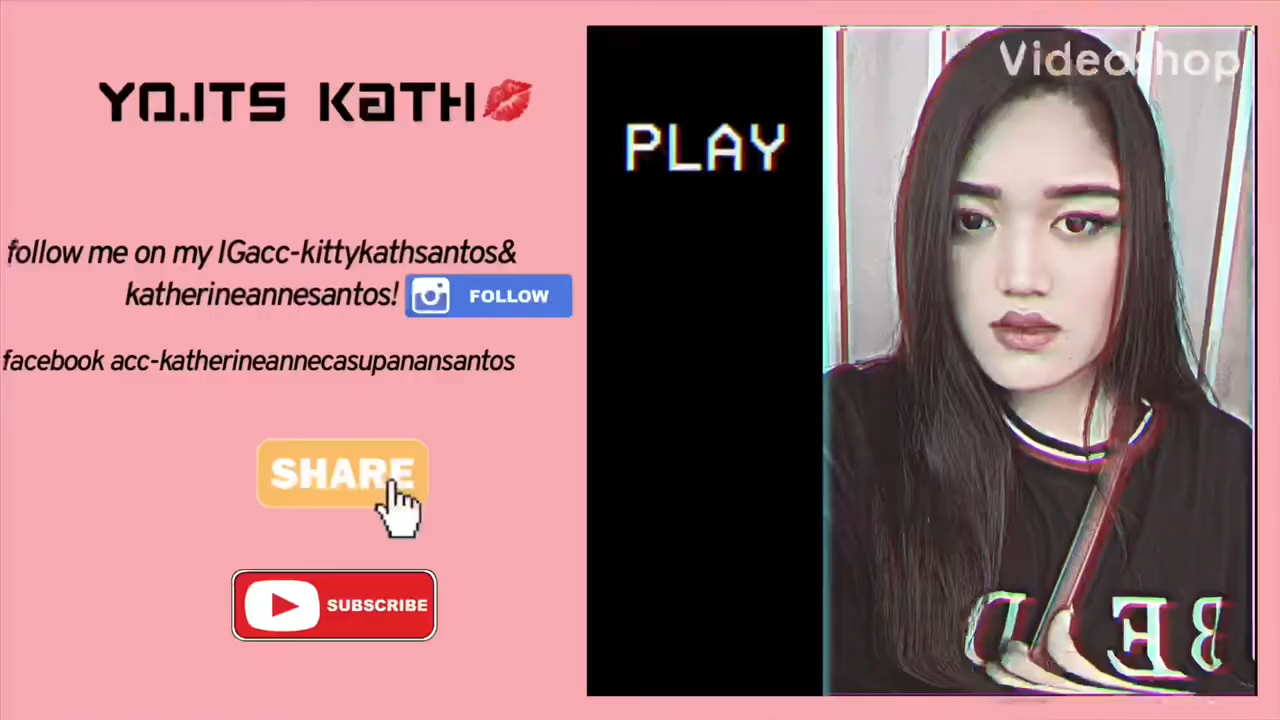 YO.ITS KATH
follow me on my IGacc-kittykathsantos&
katherineannesantos!
FOLLOW
facebook acc-katherineannecasupanansantos
SHARE
SUBSCRIBE
PLAY
Videoshop